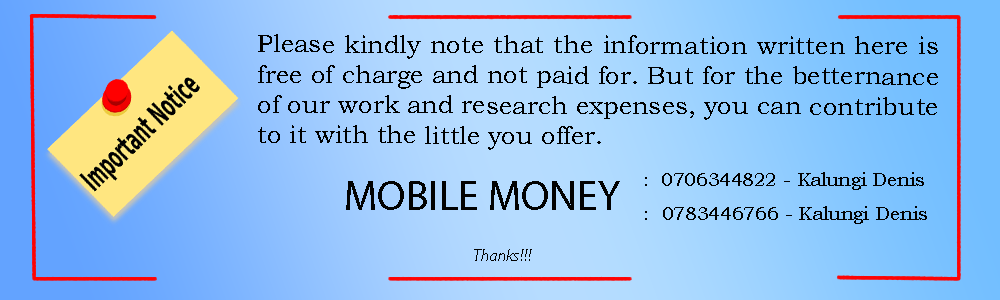 Important Notice
Please kindly note that the information written here is
free of charge and not paid for. But for the betternance
of our work and research expenses, you can contribute
to it with the little you offer.
MOBILE MONEY
: 0706344822 - Kalungi Denis
: 0783446766 - Kalungi Denis
Thanks!!!